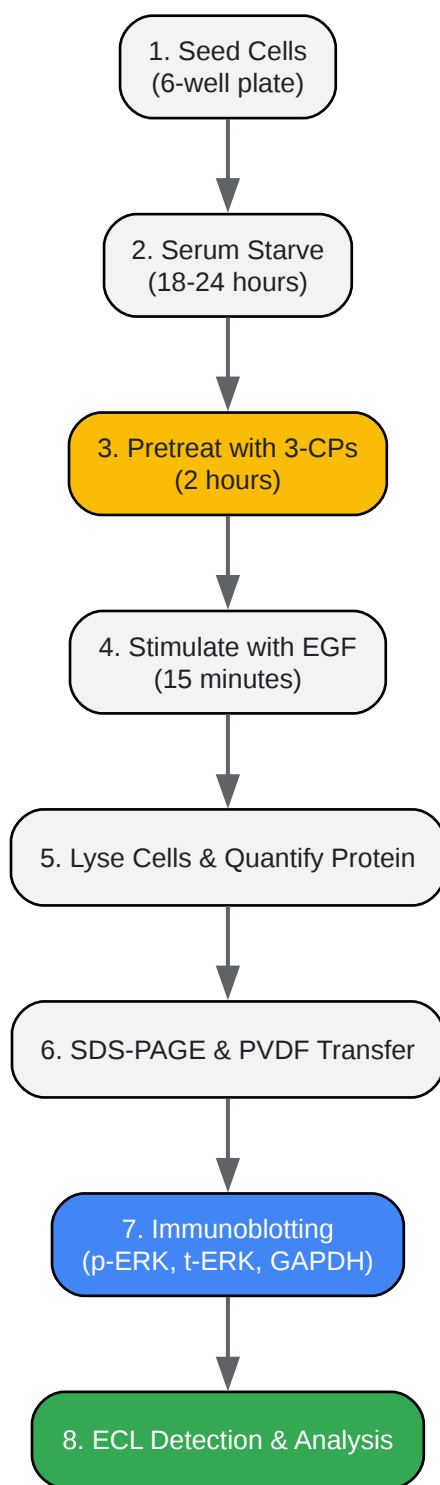 1. Seed Cells
(6-well plate)
2. Serum Starve
(18-24 hours)
3. Pretreat with 3-CPs
(2 hours)
4. Stimulate with EGF
(15 minutes)
5. Lyse Cells & Quantify Protein
6. SDS-PAGE & PVDF Transfer
7. Immunoblotting
(p-ERK, t-ERK, GAPDH)
8. ECL Detection & Analysis